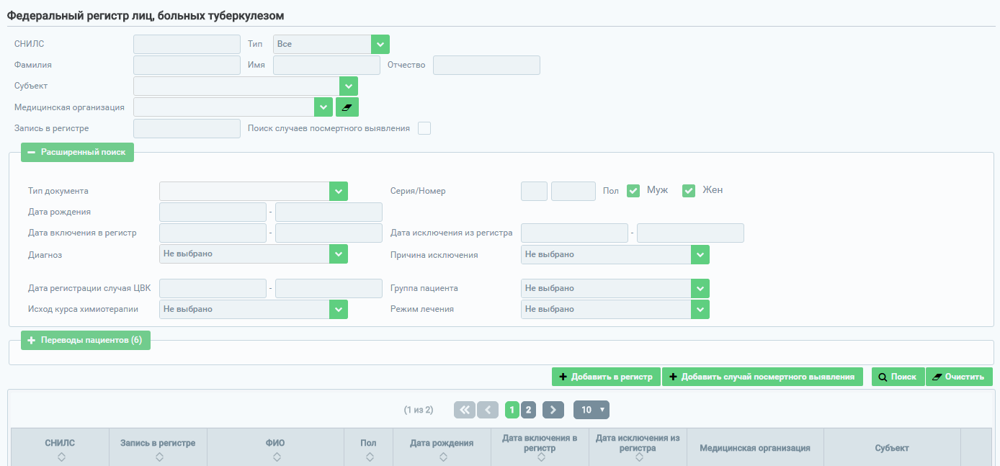 Федеральный регистр лиц, больных туберкулезом
СНИЛС Тип Все
Фамилия Имя Отчество
Субъект
Медицинская организация
Запись в регистре Поиск случаев посмертного выявления
Расширенный поиск
Тип документа Серия/Номер Пол Муж Жен
Дата рождения -
Дата включения в регистр - Дата исключения из регистра -
Диагноз Не выбрано Причина исключения Не выбрано
Дата регистрации случая ЦВК - Группа пациента Не выбрано
Исход курса химиотерапии Не выбрано Режим лечения Не выбрано
Переводы пациентов (6)
Добавить в регистр Добавить случай посмертного выявления Поиск Очистить
(1 из 2) 1 2 10
СНИЛС Запись в регистре ФИО Пол Дата рождения Дата включения в регистр Дата исключения из регистра Медицинская организация Субъект